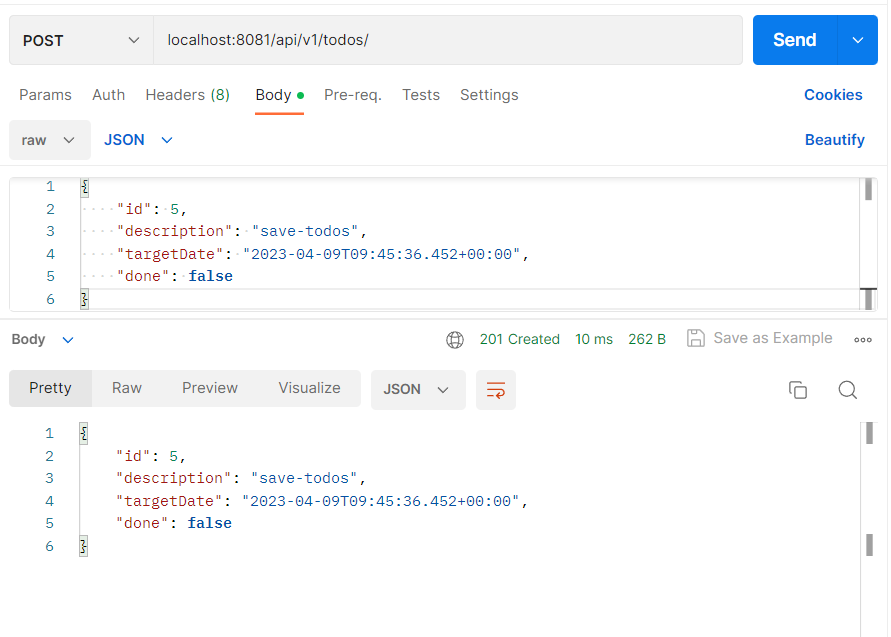 POST localhost:8081/api/v1/todos/ Send
Params Auth Headers (8) Body Pre-req. Tests Settings Cookies
raw JSON Beautify
1 {
2 "id": 5,
3 "description": "save-todos",
4 "targetDate": "2023-04-09T09:45:36.452+00:00",
5 "done": false
6 }
Body 201 Created 10 ms 262 B Save as Example
Pretty Raw Preview Visualize JSON
1 {
2 "id": 5,
3 "description": "save-todos",
4 "targetDate": "2023-04-09T09:45:36.452+00:00",
5 "done": false
6 }